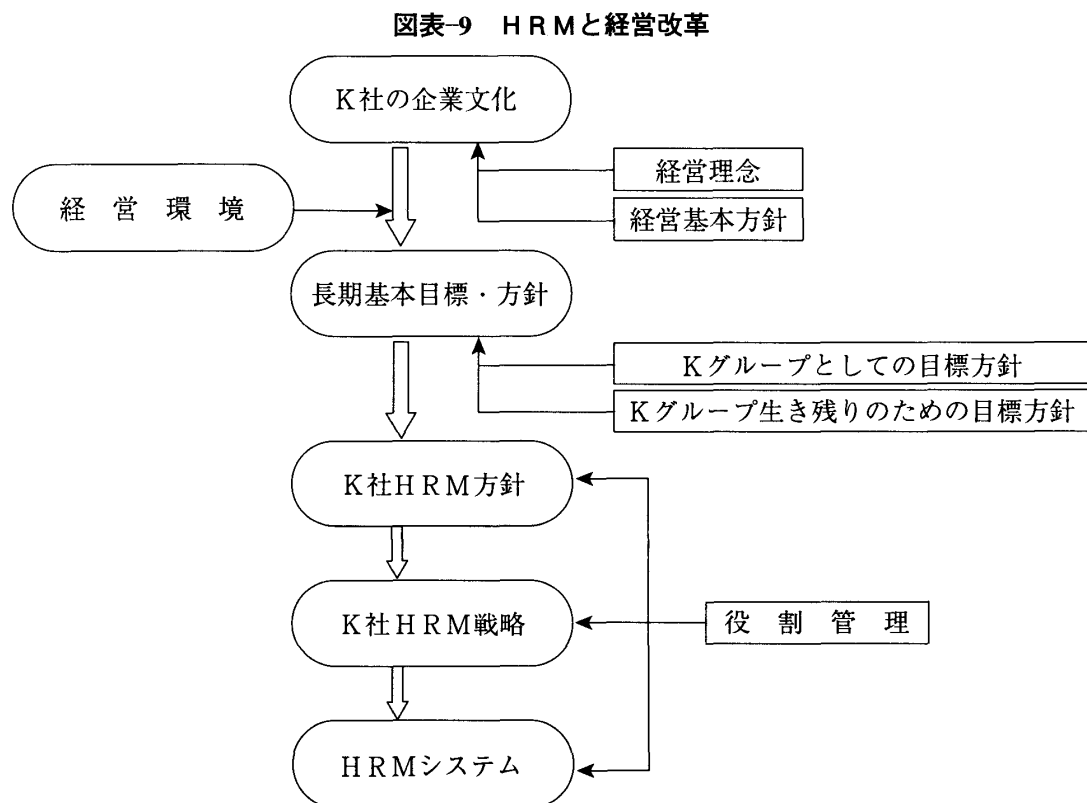 図表-9 HRMと経営改革
K社の企業文化
経営理念
経営環境
経営基本方針
長期基本目標・方針
Kグループとしての目標方針
Kグループ生き残りのための目標方針
K社HRM方針
K社HRM戦略
役割管理
HRMシステム